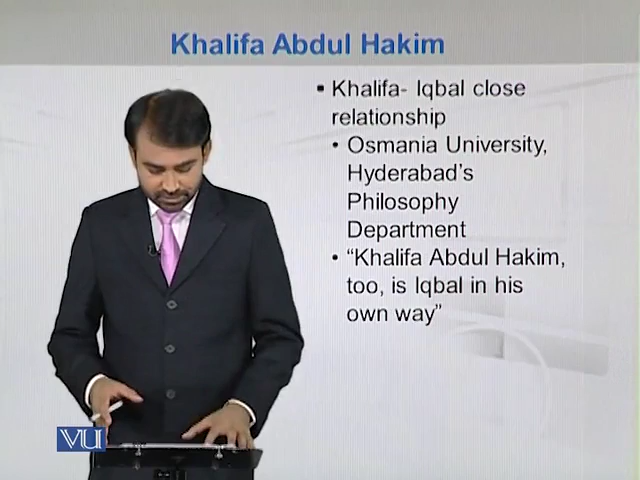 Khalifa Abdul Hakim
▪ Khalifa- Iqbal close
relationship
• Osmania University,
Hyderabad's
Philosophy
Department
• “Khalifa Abdul Hakim,
too, is Iqbal in his
own way”
VU